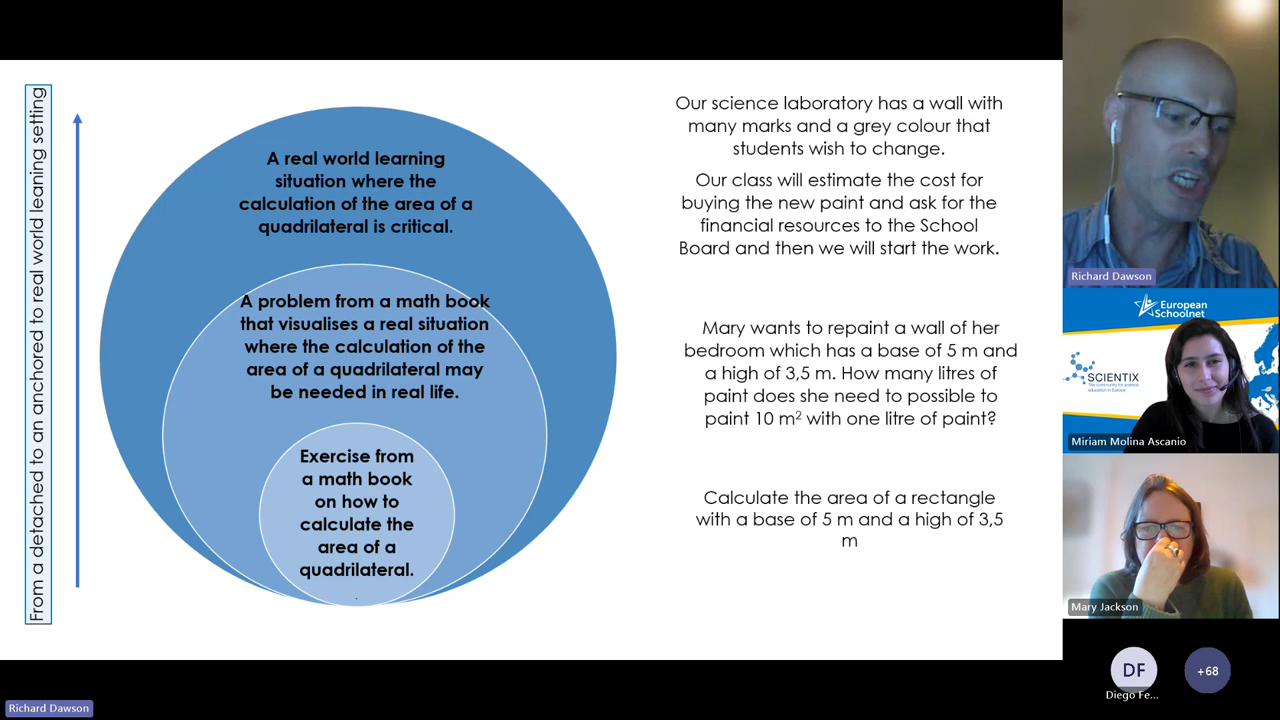 From a detached to an anchored to real world leaning setting
A real world learning
situation where the
calculation of the area of a
quadrilateral is critical.
A problem from a math book
that visualises a real situation
where the calculation of the
area of a quadrilateral may
be needed in real life.
Exercise from
a math book
on how to
calculate the
area of a
quadrilateral.
.
Our science laboratory has a wall with
many marks and a grey colour that
students wish to change.
Our class will estimate the cost for
buying the new paint and ask for the
financial resources to the School
Board and then we will start the work.
Mary wants to repaint a wall of her
bedroom which has a base of 5 m and
a high of 3,5 m. How many litres of
paint does she need to possible to
paint 10 m² with one litre of paint?
Calculate the area of a rectangle
with a base of 5 m and a high of 3,5
m
Richard Dawson
European
Schoolnet
SCIENTIX
The community for science
education in Europe
Miriam Molina Ascanio
Mary Jackson
DF
Diego Fe...
+68
Richard Dawson